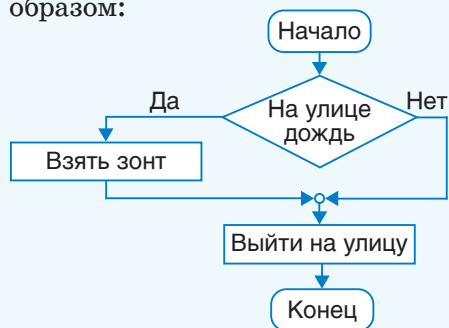 образом:
Начало
Да
На улице
дождь
Нет
Взять зонт
Выйти на улицу
Конец